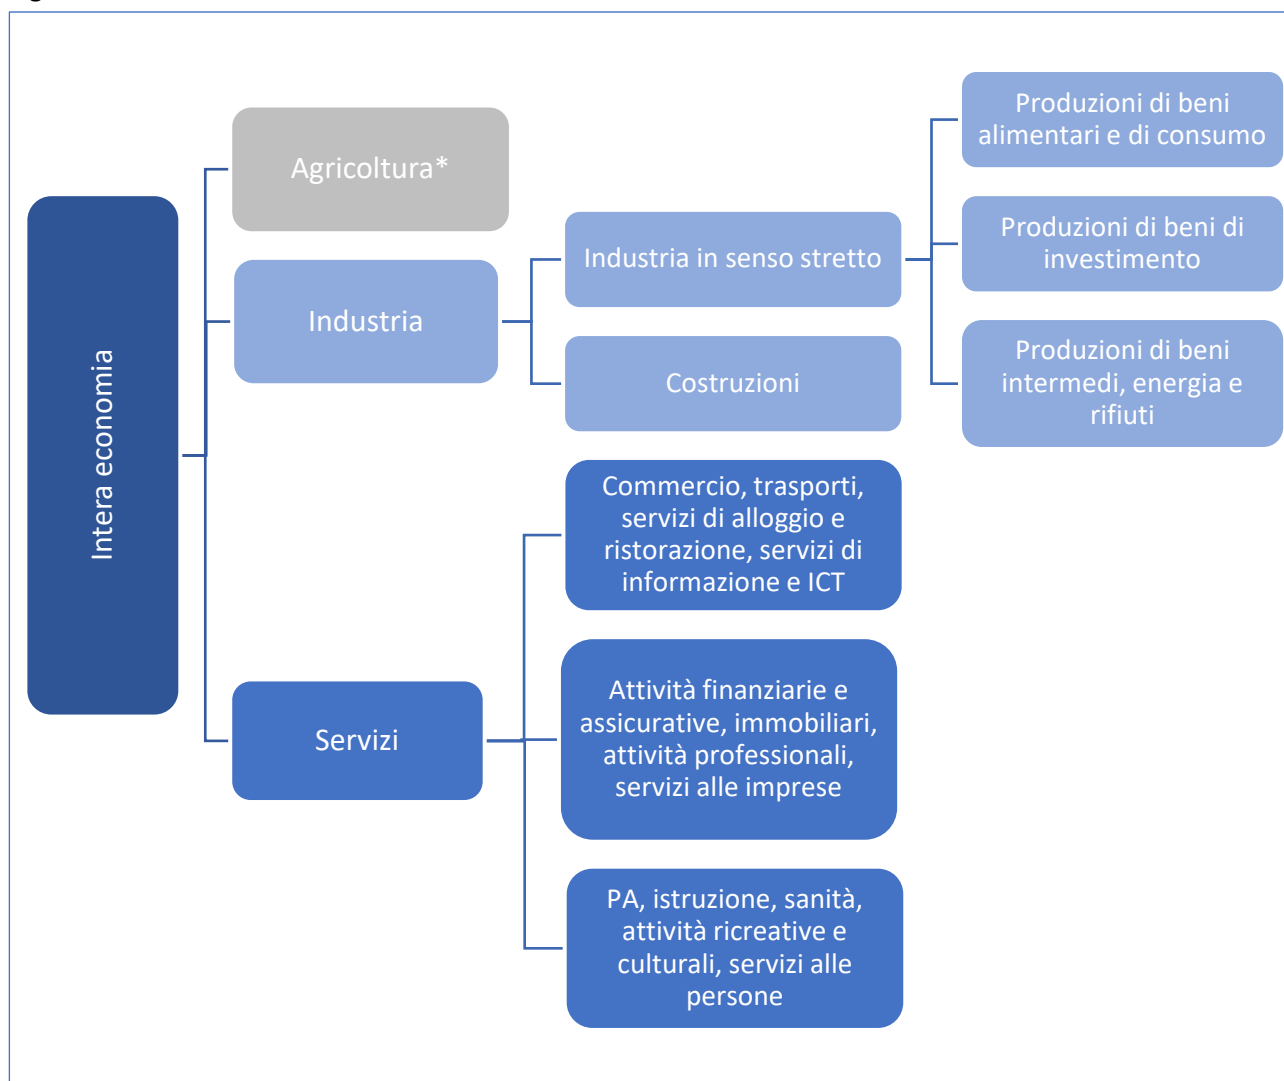 Intera economia
Agricoltura*
Industria
Servizi
Industria in senso stretto
Costruzioni
Commercio, trasporti,
servizi di alloggio e
ristorazione, servizi di
informazione e ICT
Attività finanziarie e
assicurative, immobiliari,
attività professionali,
servizi alle imprese
PA, istruzione, sanità,
attività ricreative e
culturali, servizi alle
persone
Produzioni di beni
alimentari e di consumo
Produzioni di beni di
investimento
Produzioni di beni
intermedi, energia e
rifiuti